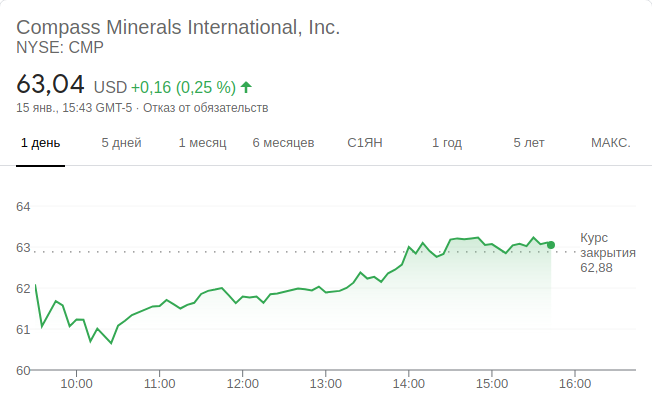 Compass Minerals International, Inc.
NYSE: CMP
63,04 USD +0,16 (0,25 %)
15 янв., 15:43 GMT-5 · Отказ от обязательств
1 день 5 дней 1 месяц 6 месяцев С1ЯН 1 год 5 лет МАКС.
64
63
62
61
60
Курс
закрытия
62,88
10:00 11:00 12:00 13:00 14:00 15:00 16:00